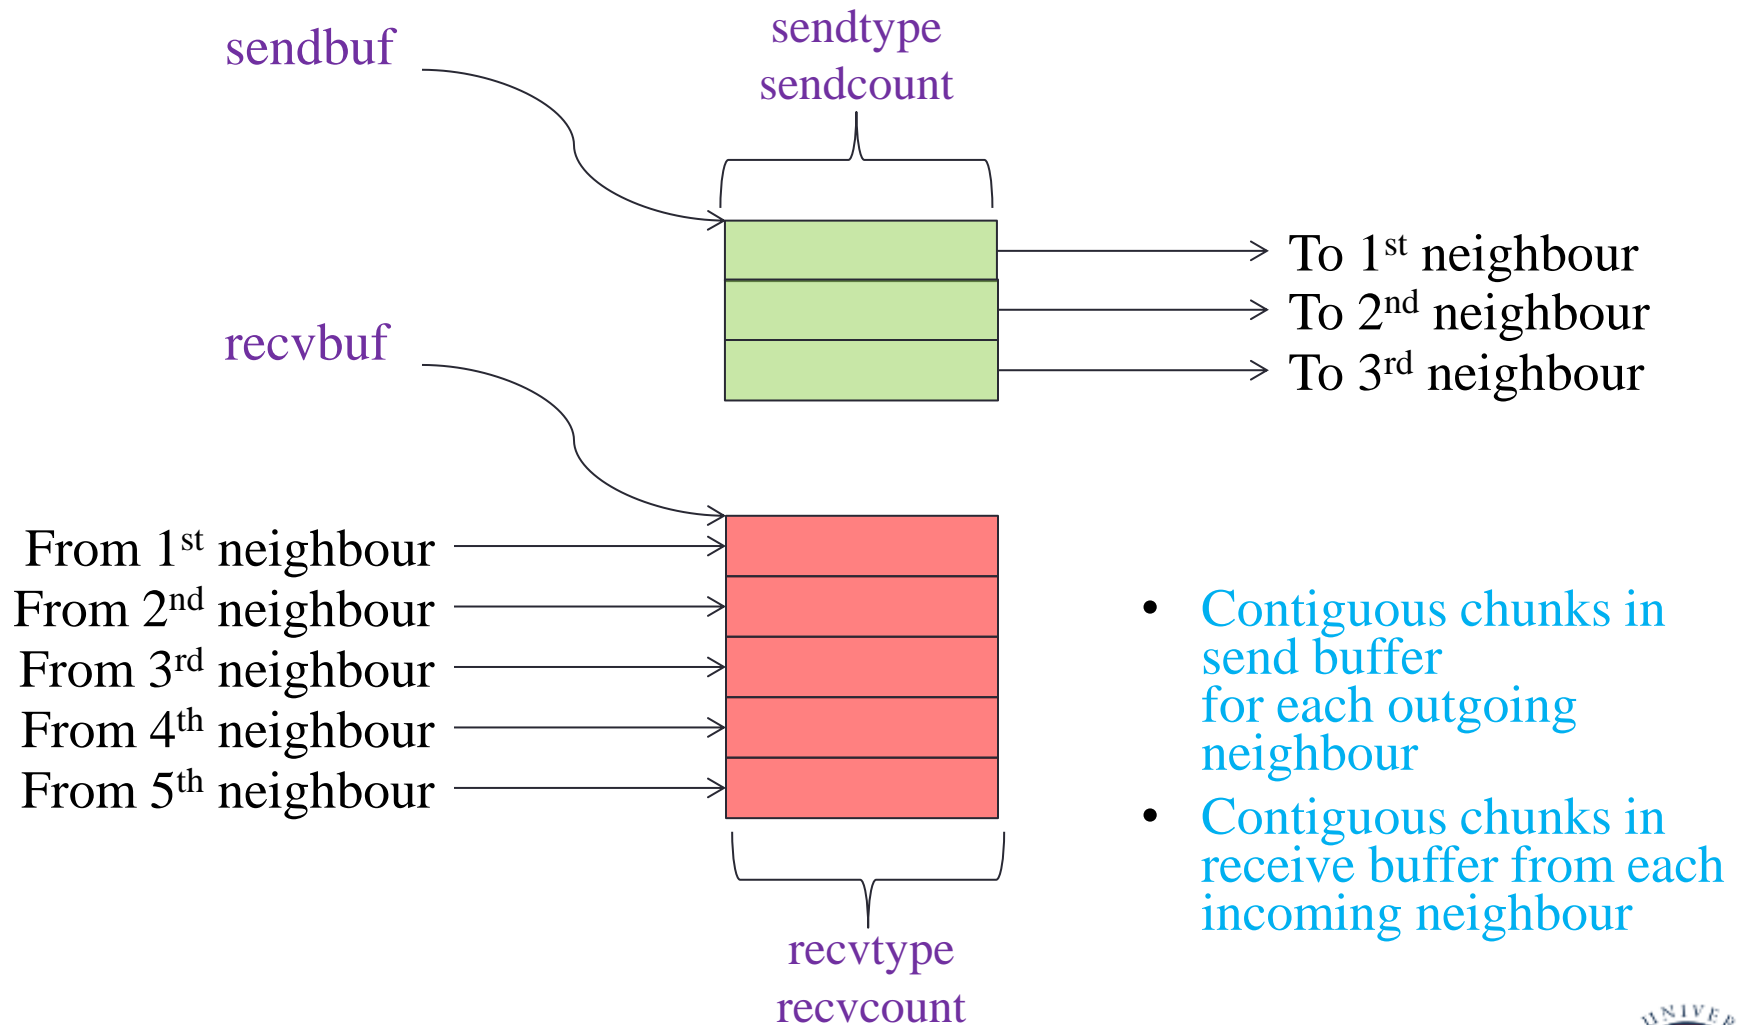 sendbuf
sendtype
sendcount
To 1st neighbour
To 2nd neighbour
To 3rd neighbour
recvbuf
From 1st neighbour
From 2nd neighbour
From 3rd neighbour
From 4th neighbour
From 5th neighbour
• Contiguous chunks in
send buffer
for each outgoing
neighbour
• Contiguous chunks in
receive buffer from each
incoming neighbour
recvtype
recvcount